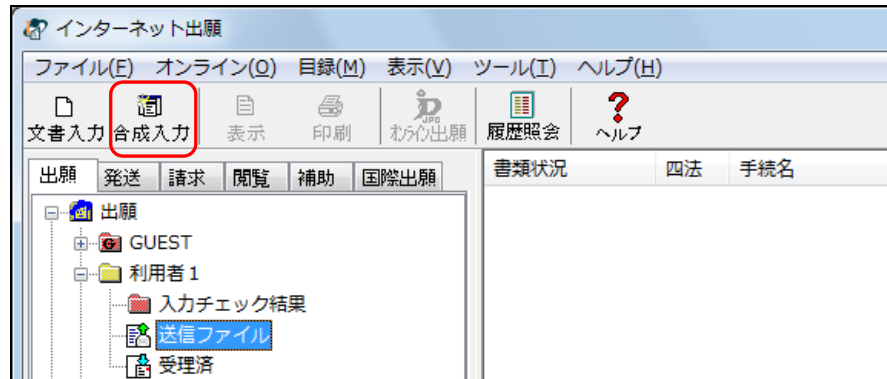 インターネット出願
ファイル(F) オンライン(O) 目録(M) 表示(V) ツール(T) ヘルプ(H)
文書入力 合成入力 表示 印刷 オンライン出願 履歴照会 ヘルプ
出願 発送 請求 閲覧 補助 国際出願
書類状況 四法 手続名
出願
GUEST
利用者1
入力チェック結果
送信ファイル
受理済